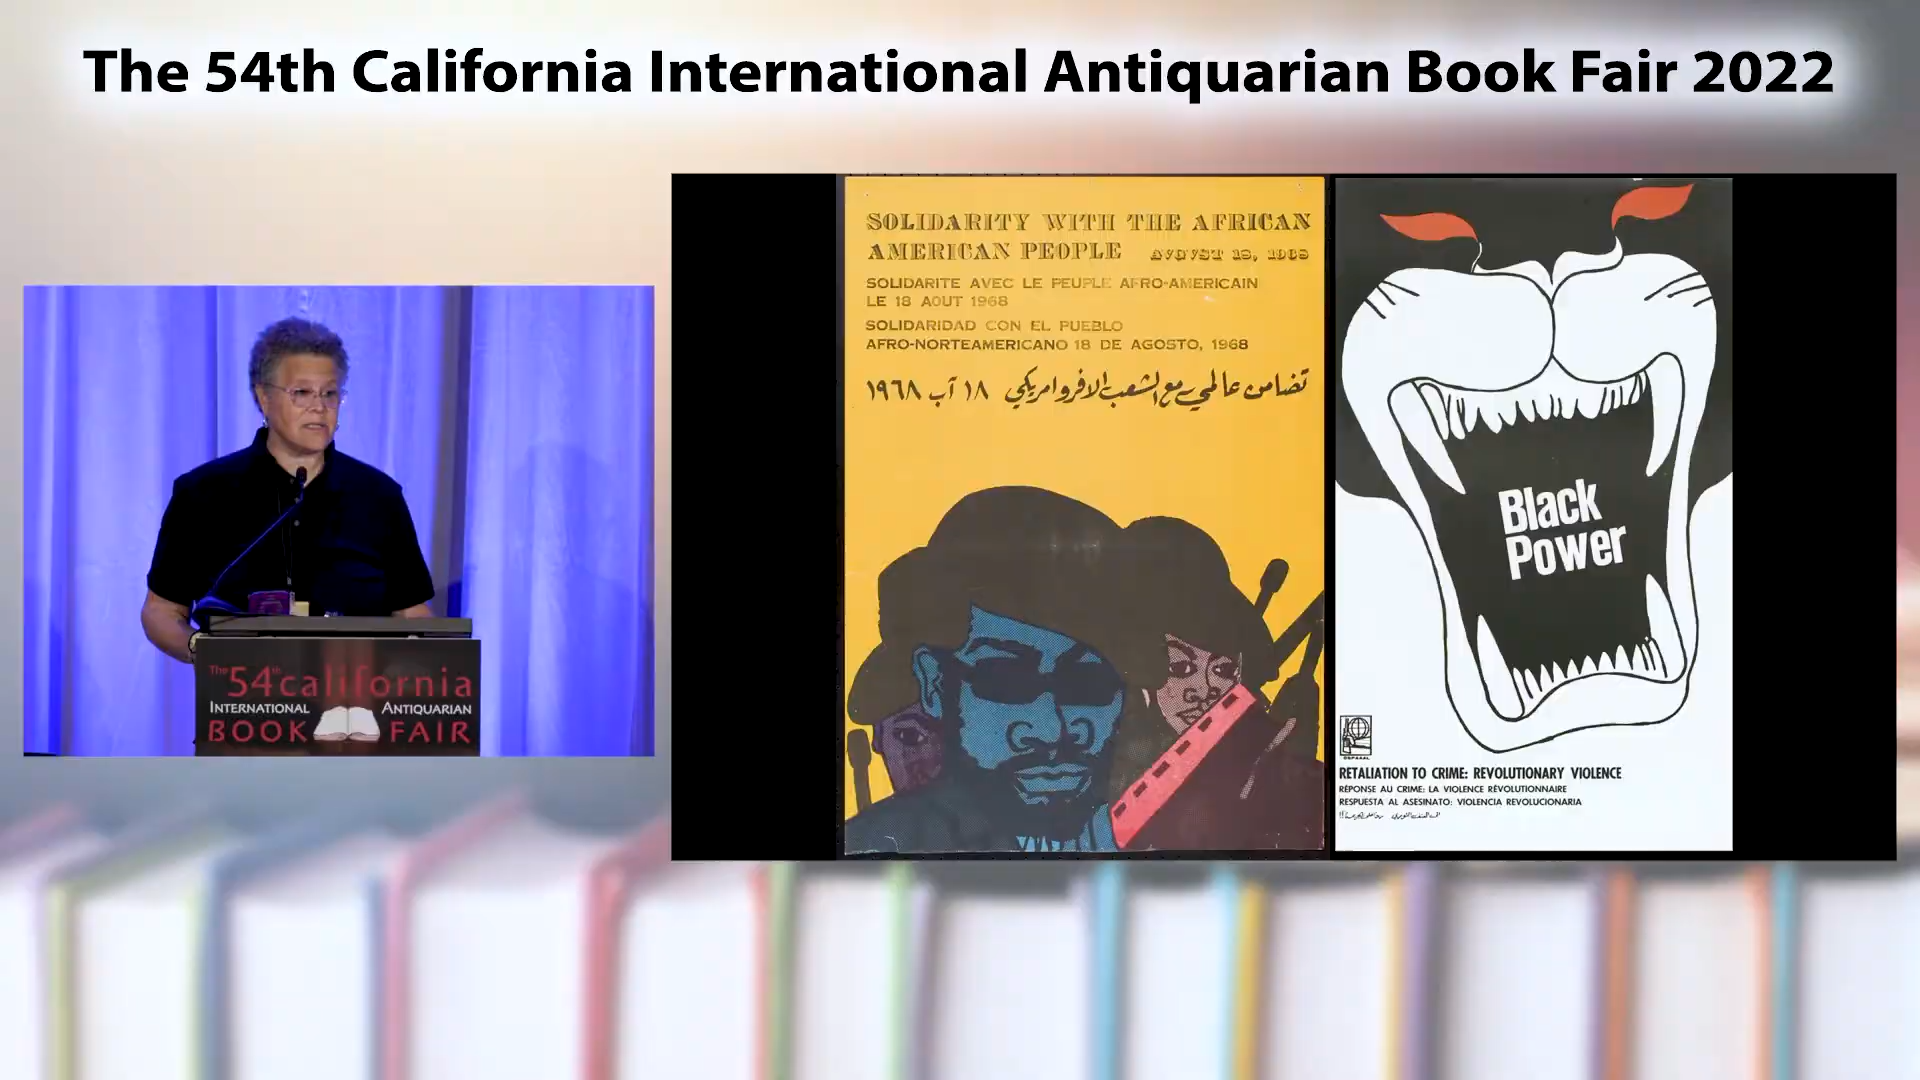 The 54th California International Antiquarian Book Fair 2022
SOLIDARITY WITH THE AFRICAN
AMERICAN PEOPLE AVGVST 18, 1968
SOLIDARITE AVEC LE PEUPLE AFRO-AMERICAIN
LE 18 AOUT 1968
SOLIDARIDAD CON EL PUEBLO
AFRO-NORTEAMERICANO 18 DE AGOSTO, 1968
تضامن عالمي مع الشعب الافروامريكي ١٨ آب ١٩٦٨
Black
Power
OSPAAAL
RETALIATION TO CRIME: REVOLUTIONARY VIOLENCE
RÉPONSE AU CRIME: LA VIOLENCE RÉVOLUTIONNAIRE
RESPUESTA AL ASESINATO: VIOLENCIA REVOLUCIONARIA
The 54th california
INTERNATIONAL ANTIQUARIAN
BOOK FAIR